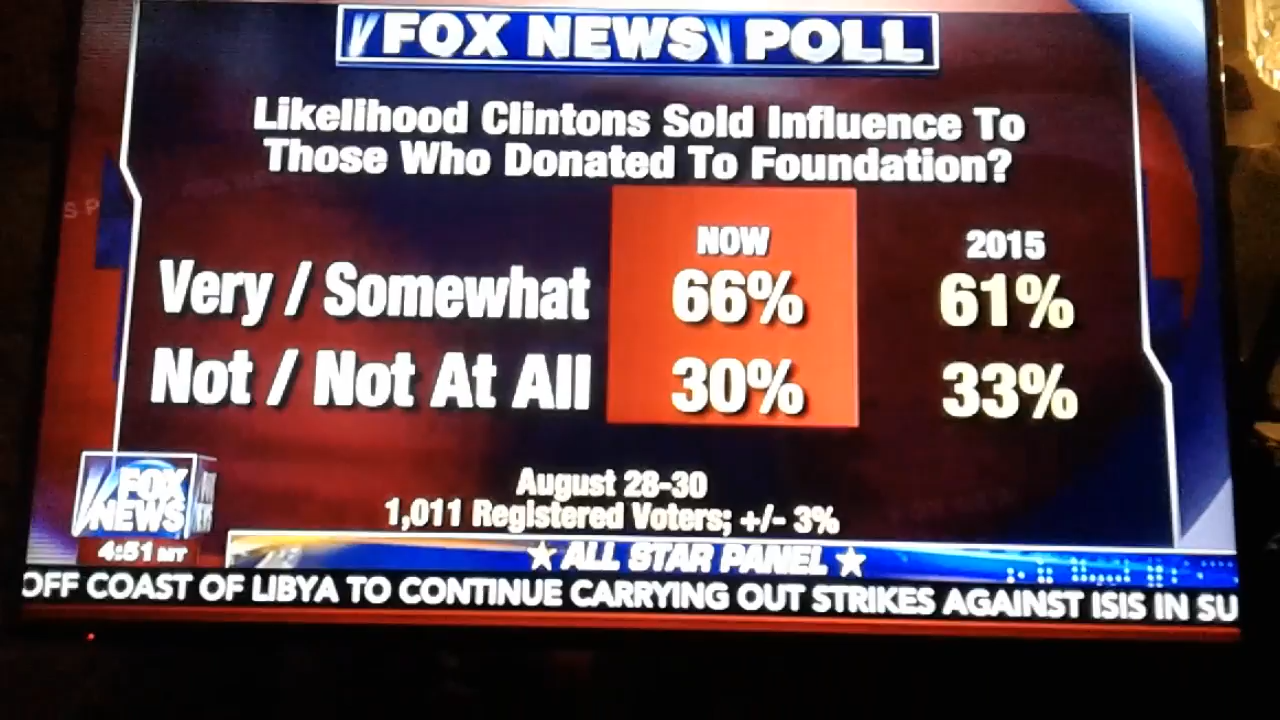 FOX NEWS POLL
Likelihood Clintons Sold Influence To
Those Who Donated To Foundation?
NOW 2015
Very / Somewhat 66% 61%
Not / Not At All 30% 33%
August 28-30
1,011 Registered Voters; +/- 3%
FOX
NEWS
4:51 MT
★ ALL STAR PANEL ★
OFF COAST OF LIBYA TO CONTINUE CARRYING OUT STRIKES AGAINST ISIS IN SU